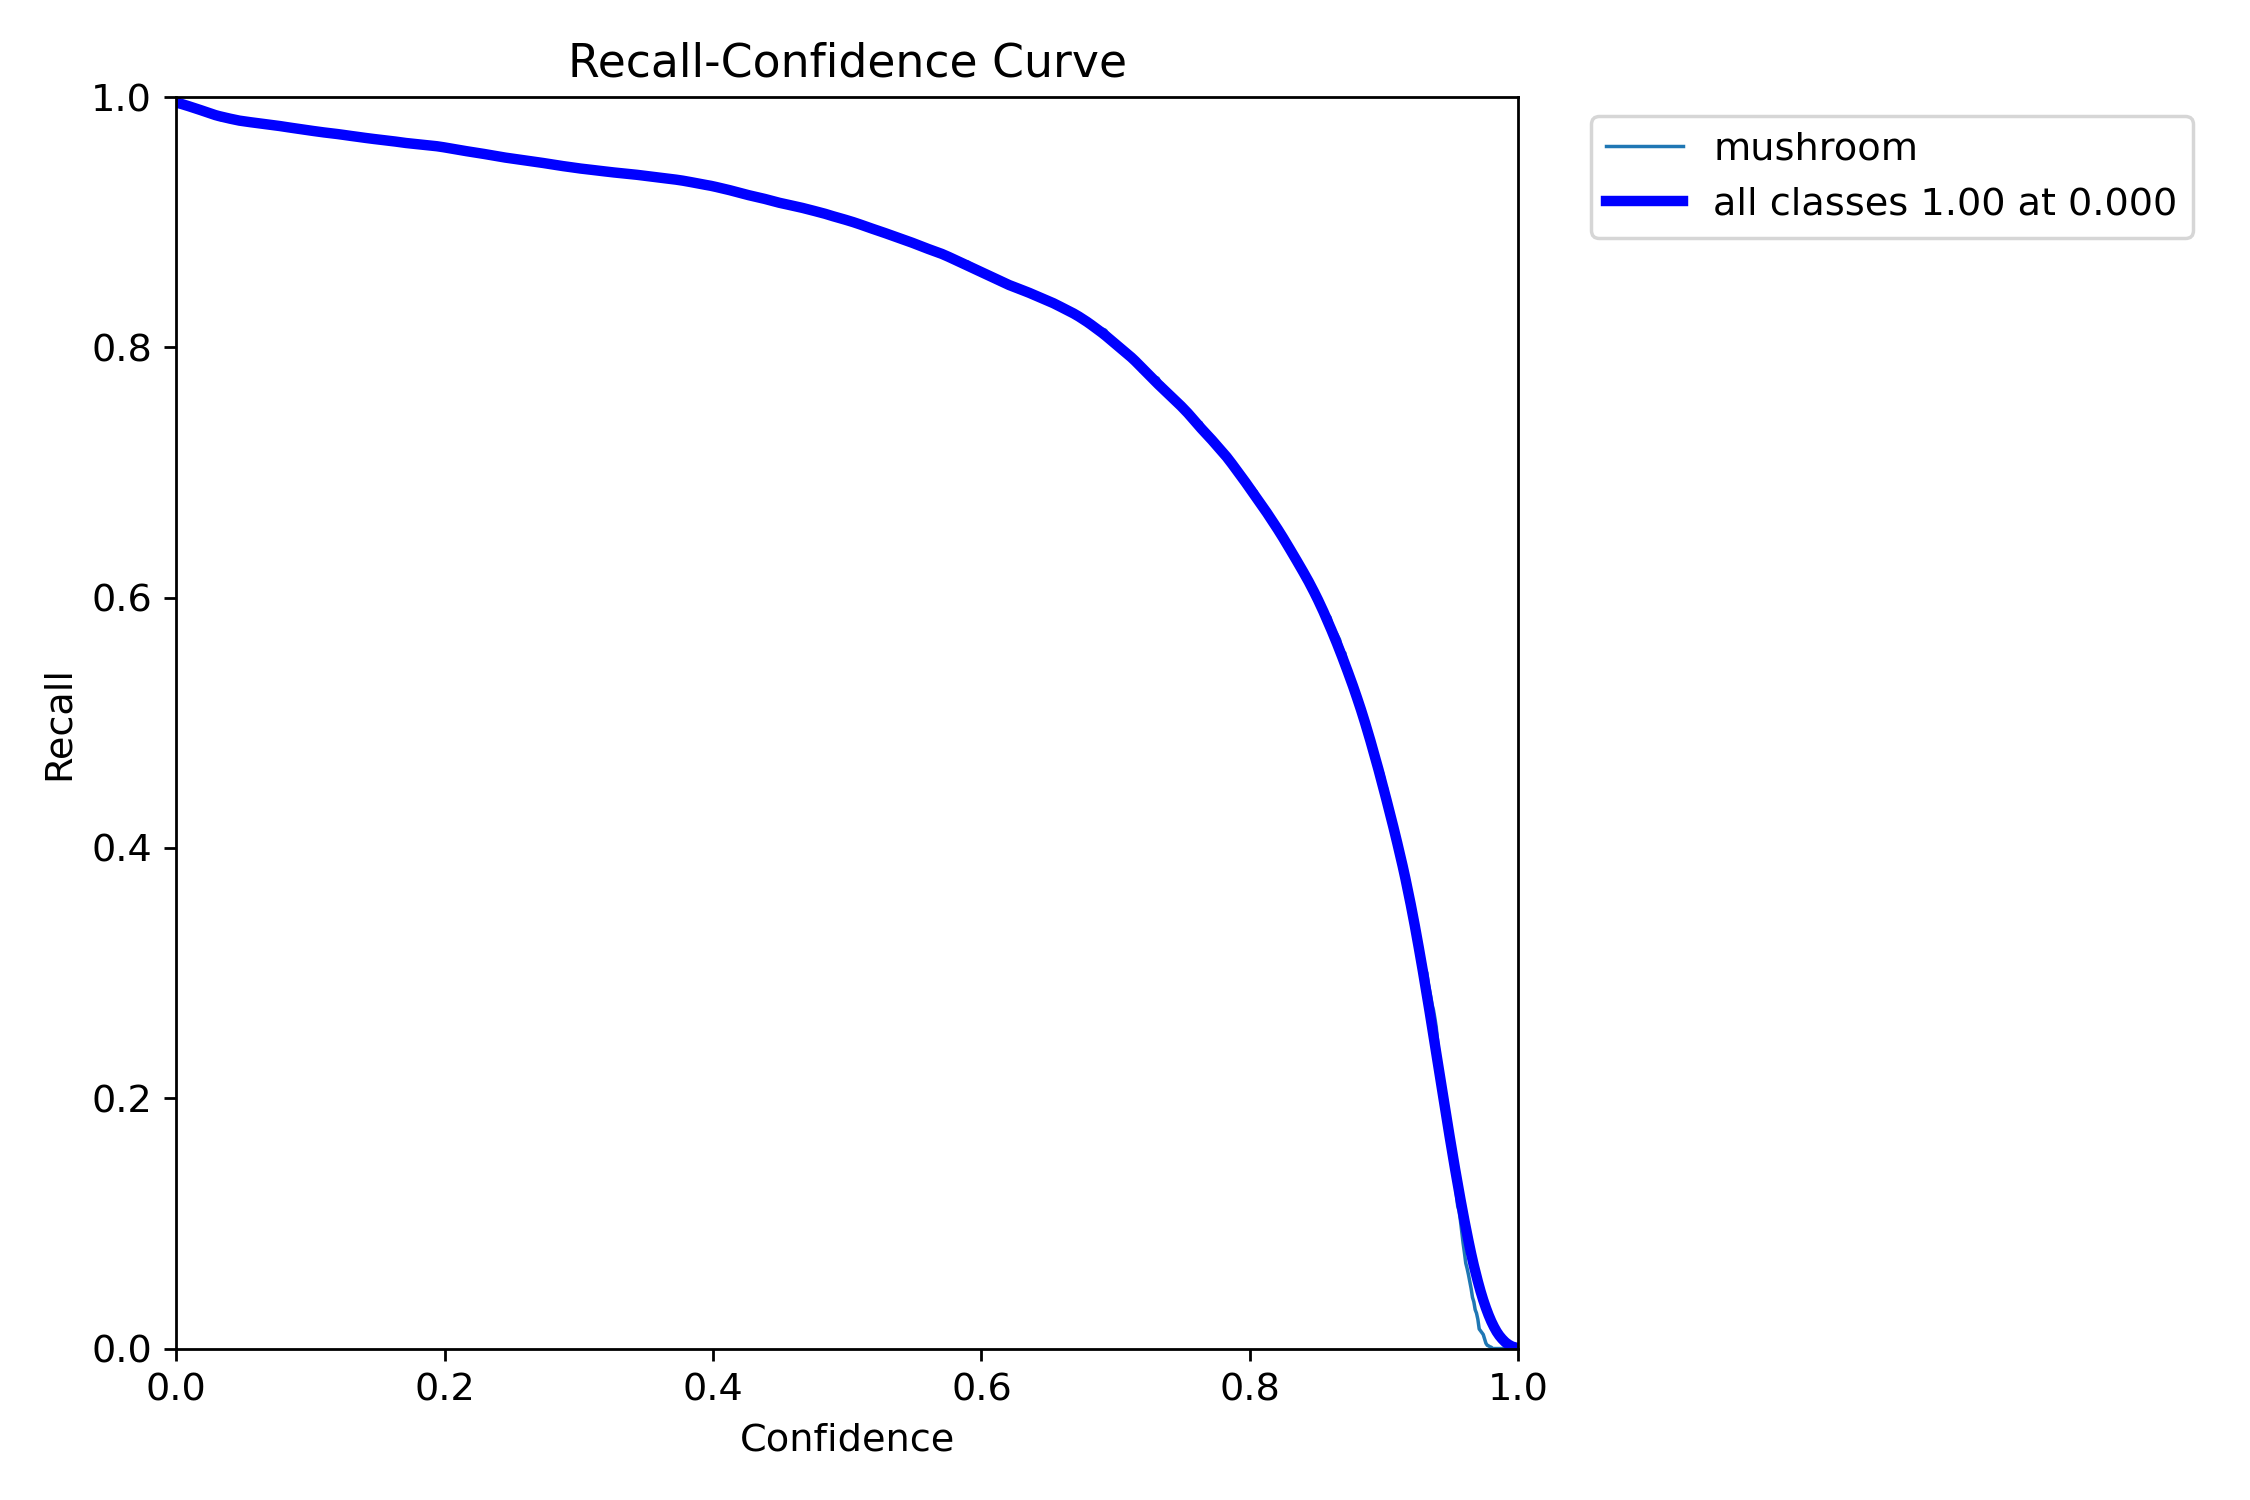 Recall-Confidence Curve
1.0
0.8
0.6
0.4
0.2
0.0
Recall
0.0 0.2 0.4 0.6 0.8 1.0
Confidence
mushroom
all classes 1.00 at 0.000